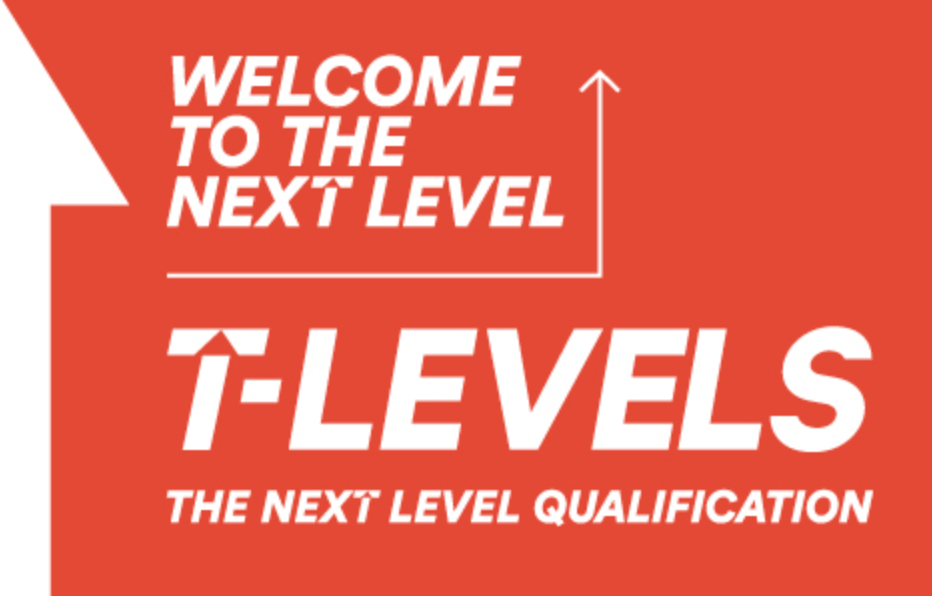 WELCOME
TO THE
NEXT LEVEL
T-LEVELS
THE NEXT LEVEL QUALIFICATION